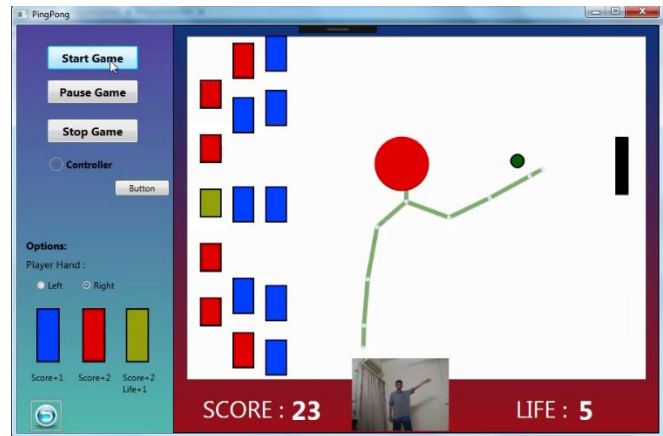 PingPong
Start Game
Pause Game
Stop Game
Controller
Button
Options:
Player Hand :
Left Right
Score+1 Score+2 Score+2
Life+1
SCORE : 23 LIFE : 5